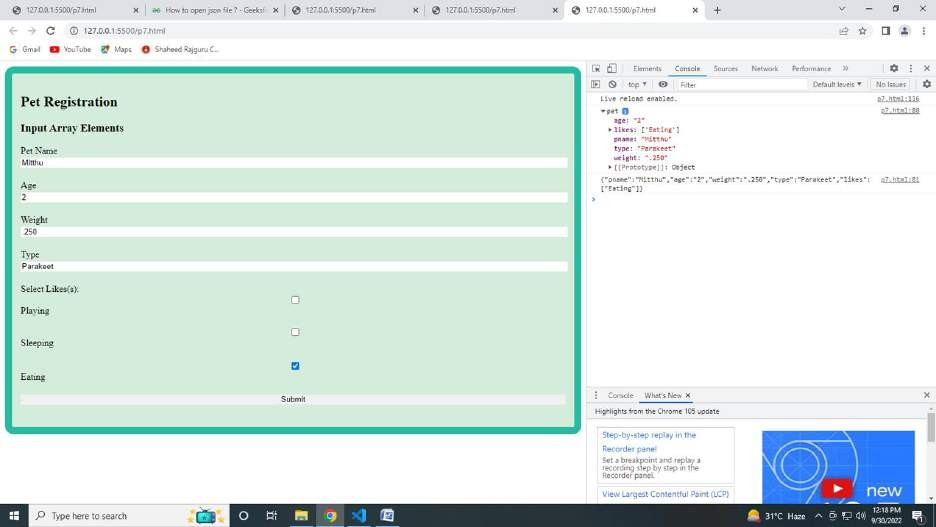 127.0.0.1:5500/p7.html
How to open json file ? - Geeksfo
127.0.0.1:5500/p7.html
127.0.0.1:5500/p7.html
127.0.0.1:5500/p7.html
127.0.0.1:5500/p7.html
Gmail
YouTube
Maps
Shaheed Rajguru C...
Pet Registration
Input Array Elements
Pet Name
Mitthu
Age
2
Weight
.250
Type
Parakeet
Select Likes(s):
Playing
Sleeping
Eating
Submit
Elements Console Sources Network Performance »
top Filter Default levels No Issues
Live reload enabled. p7.html:116
pet p7.html:80
age: "2"
likes: ['Eating']
pname: "Mitthu"
type: "Parakeet"
weight: ".250"
[[Prototype]]: Object
{"pname":"Mitthu","age":"2","weight":".250","type":"Parakeet","likes": p7.html:81
["Eating"]}
Console What's New ×
Highlights from the Chrome 105 update
Step-by-step replay in the
Recorder panel
Set a breakpoint and replay a
recording step by step in the
Recorder panel.
View Largest Contentful Paint (LCP)
new
Type here to search
31°C Haze
12:18 PM
9/30/2022
1